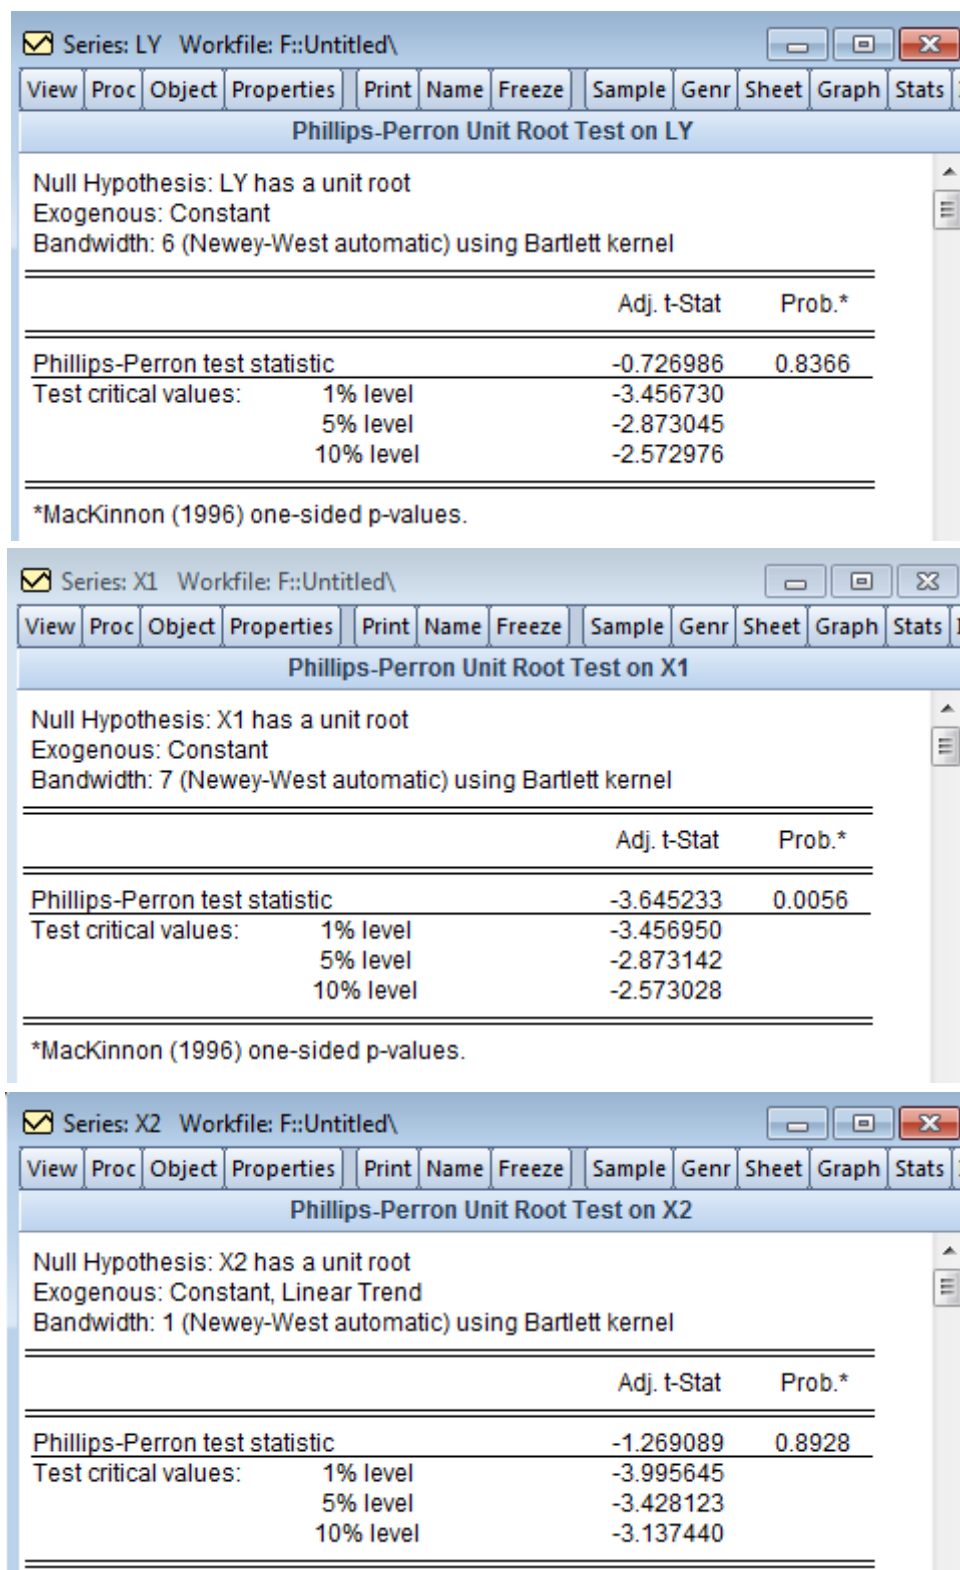 Series: LY Workfile: F::Untitled\
View Proc Object Properties Print Name Freeze Sample Genr Sheet Graph Stats
Phillips-Perron Unit Root Test on LY
Null Hypothesis: LY has a unit root
Exogenous: Constant
Bandwidth: 6 (Newey-West automatic) using Bartlett kernel
Adj. t-Stat Prob.*
Phillips-Perron test statistic -0.726986 0.8366
Test critical values: 1% level -3.456730
5% level -2.873045
10% level -2.572976
*MacKinnon (1996) one-sided p-values.
Series: X1 Workfile: F::Untitled\
View Proc Object Properties Print Name Freeze Sample Genr Sheet Graph Stats
Phillips-Perron Unit Root Test on X1
Null Hypothesis: X1 has a unit root
Exogenous: Constant
Bandwidth: 7 (Newey-West automatic) using Bartlett kernel
Adj. t-Stat Prob.*
Phillips-Perron test statistic -3.645233 0.0056
Test critical values: 1% level -3.456950
5% level -2.873142
10% level -2.573028
*MacKinnon (1996) one-sided p-values.
Series: X2 Workfile: F::Untitled\
View Proc Object Properties Print Name Freeze Sample Genr Sheet Graph Stats
Phillips-Perron Unit Root Test on X2
Null Hypothesis: X2 has a unit root
Exogenous: Constant, Linear Trend
Bandwidth: 1 (Newey-West automatic) using Bartlett kernel
Adj. t-Stat Prob.*
Phillips-Perron test statistic -1.269089 0.8928
Test critical values: 1% level -3.995645
5% level -3.428123
10% level -3.137440